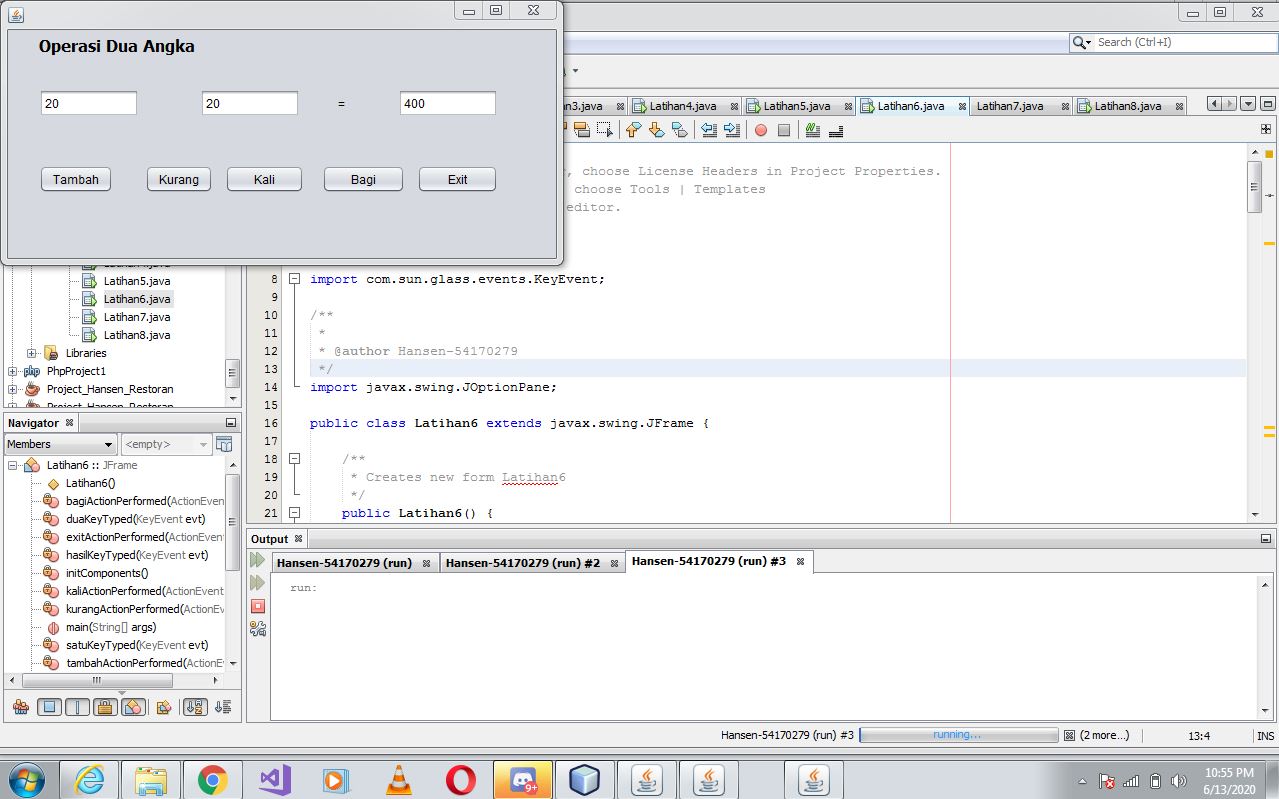 Operasi Dua Angka
20 20 = 400
Tambah Kurang Kali Bagi Exit
Search (Ctrl+I)
n3.java Latihan4.java Latihan5.java Latihan6.java Latihan7.java Latihan8.java
, choose License Headers in Project Properties.
choose Tools | Templates
editor.
8 import com.sun.glass.events.KeyEvent;
9
10 /**
11 *
12 * @author Hansen-54170279
13 */
14 import javax.swing.JOptionPane;
15
16 public class Latihan6 extends javax.swing.JFrame {
17
18 /**
19 * Creates new form Latihan6
20 */
21 public Latihan6() {
Latihan5.java
Latihan6.java
Latihan7.java
Latihan8.java
Libraries
php PhpProject1
Project_Hansen_Restoran
Project_Hansen_Restoran
Navigator
Members <empty>
Latihan6 :: JFrame
Latihan6()
bagiActionPerformed(ActionEven
duaKeyTyped(KeyEvent evt)
exitActionPerformed(ActionEven
hasilKeyTyped(KeyEvent evt)
initComponents()
kaliActionPerformed(ActionEvent
kurangActionPerformed(ActionEv
main(String[] args)
satuKeyTyped(KeyEvent evt)
tambahActionPerformed(ActionE
Output
Hansen-54170279 (run) Hansen-54170279 (run) #2 Hansen-54170279 (run) #3
run:
Hansen-54170279 (run) #3 running... (2 more...) 13:4 INS
9+
10:55 PM
6/13/2020